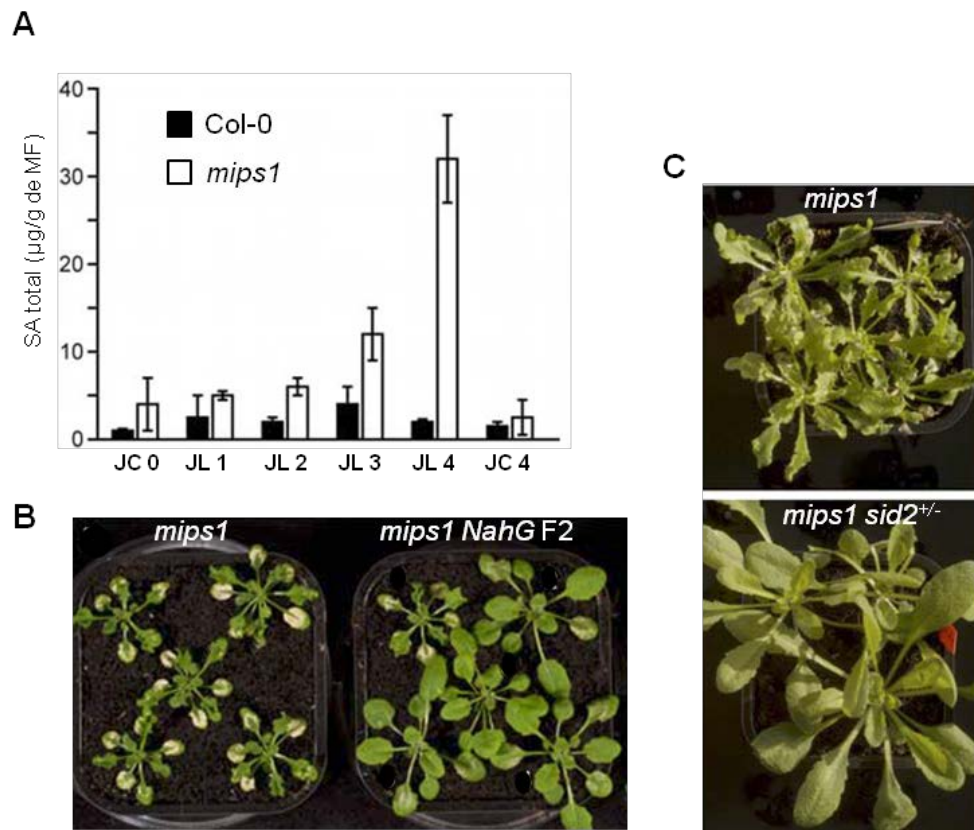 A
SA total (µg/g de MF)
40
30
20
10
0
Col-0
mips1
JC 0 JL 1 JL 2 JL 3 JL 4 JC 4
B
mips1 mips1 NahG F2
C
mips1
mips1 sid2+/-